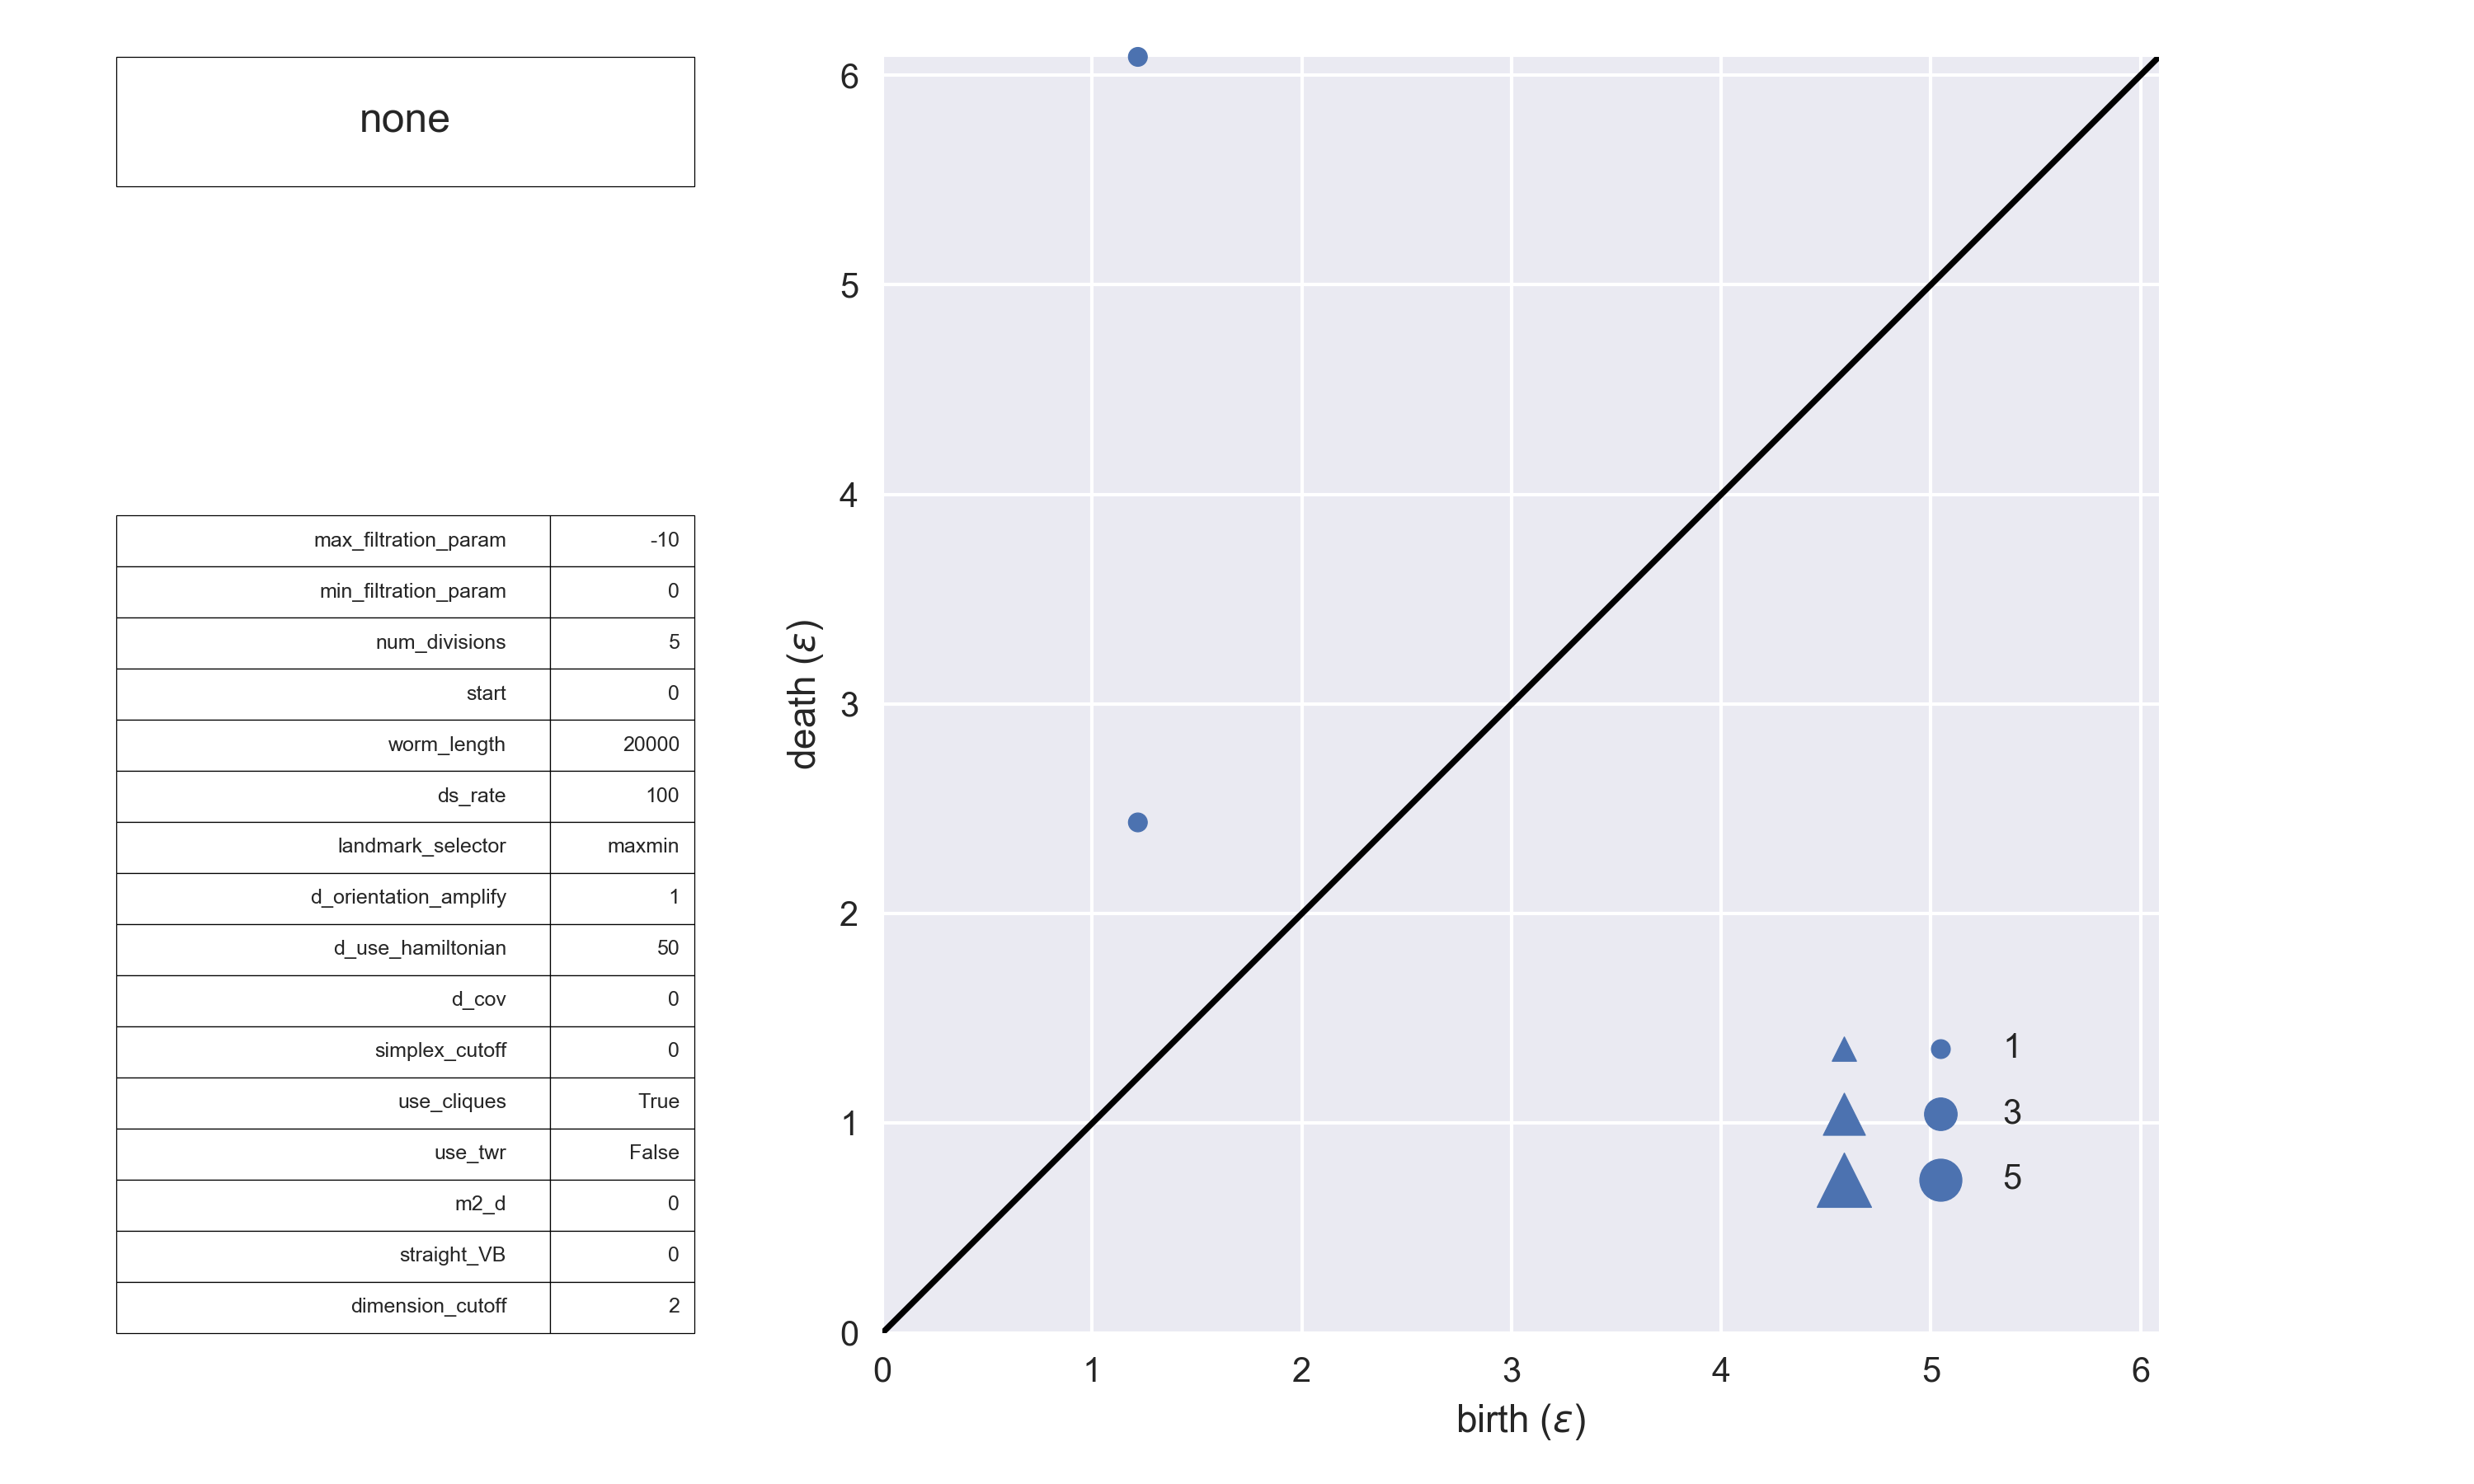 none
max_filtration_param -10
min_filtration_param 0
num_divisions 5
start 0
worm_length 20000
ds_rate 100
landmark_selector maxmin
d_orientation_amplify 1
d_use_hamiltonian 50
d_cov 0
simplex_cutoff 0
use_cliques True
use_twr False
m2_d 0
straight_VB 0
dimension_cutoff 2
death (ε)
6
5
4
3
2
1
0
1
3
5
0 1 2 3 4 5 6
birth (ε)